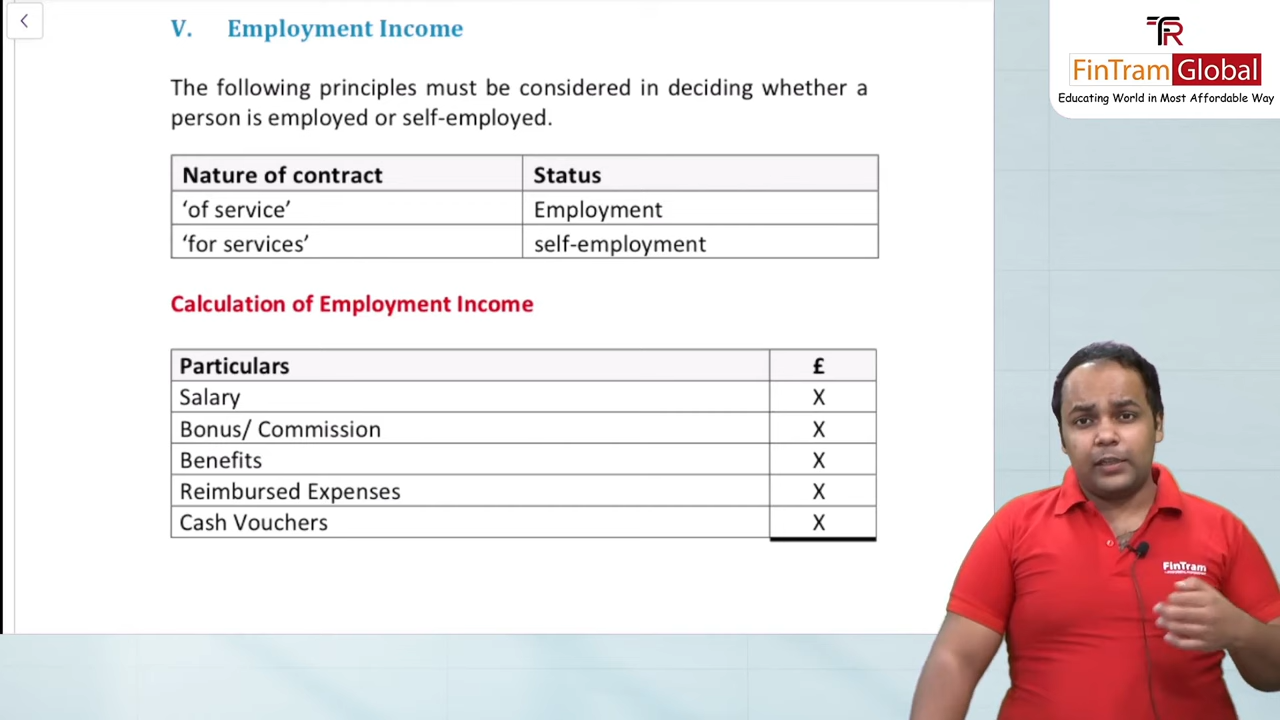 V. Employment Income
The following principles must be considered in deciding whether a
person is employed or self-employed.
Nature of contract Status
‘of service’ Employment
‘for services’ self-employment
Calculation of Employment Income
Particulars £
Salary X
Bonus/ Commission X
Benefits X
Reimbursed Expenses X
Cash Vouchers X
FinTram Global
Educating World in Most Affordable Way
FinTram